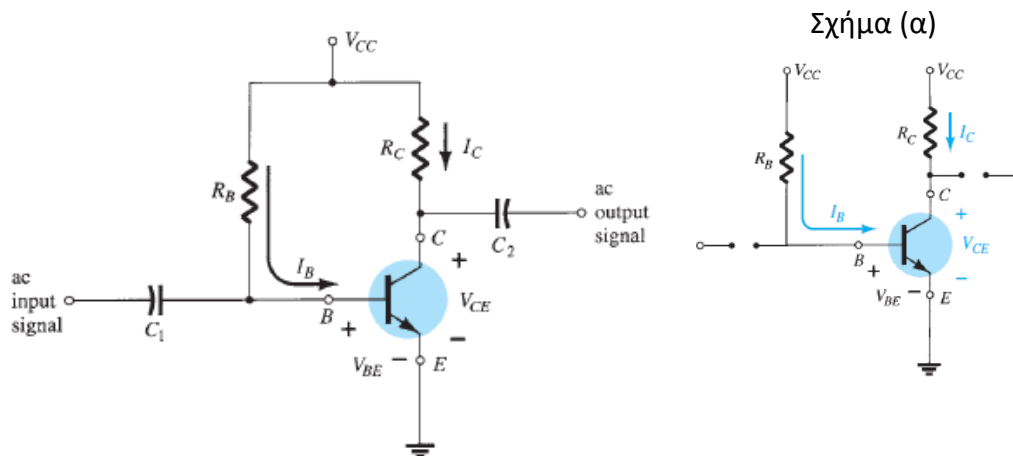 Σχήμα (α)
V_CC
R_C
I_C
R_B
ac
output
signal
C
C_2
I_B
+
ac
input
signal
C_1
B
+
V_CE
−
V_BE
−
E
V_CC
V_CC
R_C
I_C
R_B
C
I_B
+
B
+
V_CE
−
V_BE
−
E